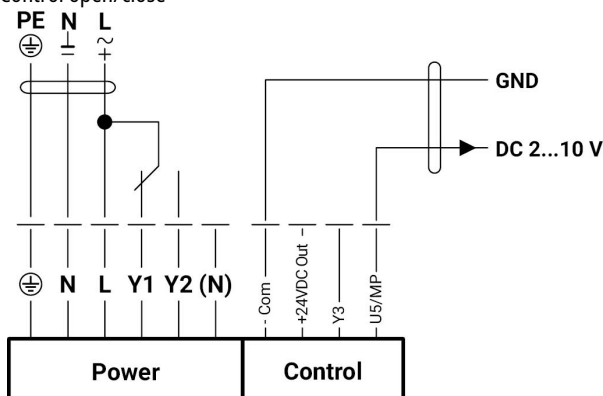 Control open/close
PE N L
GND
DC 2...10 V
N L Y1 Y2 (N)
- Com
+24VDC Out -
Y3
U5/MP
Power
Control